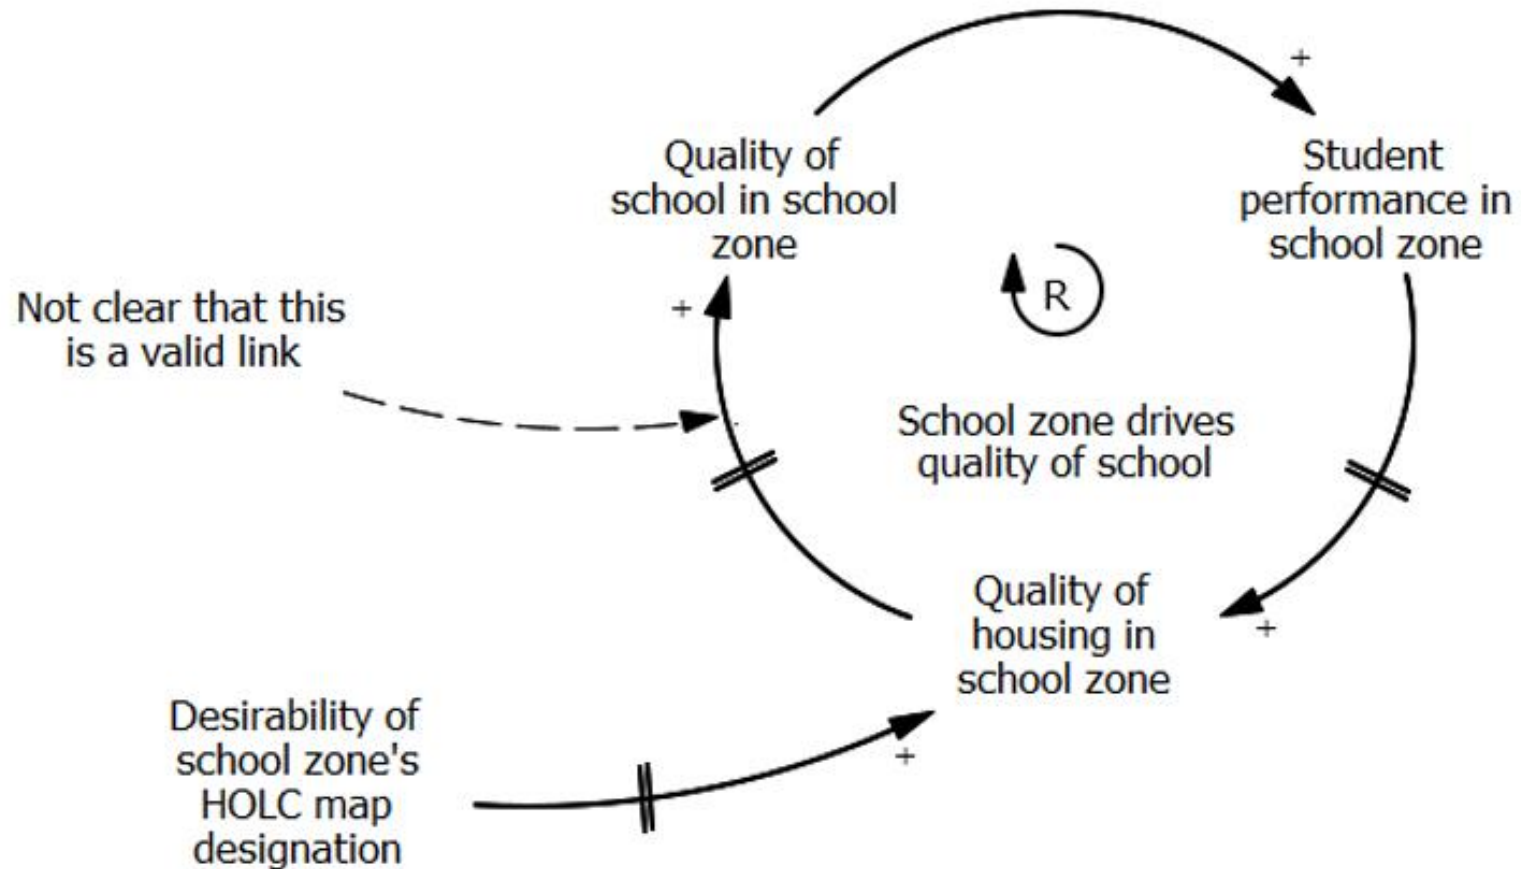 +
Quality of
school in school
zone
Student
performance in
school zone
R
+
Not clear that this
is a valid link
School zone drives
quality of school
Quality of
housing in
school zone
+
Desirability of
school zone's
HOLC map
designation
+